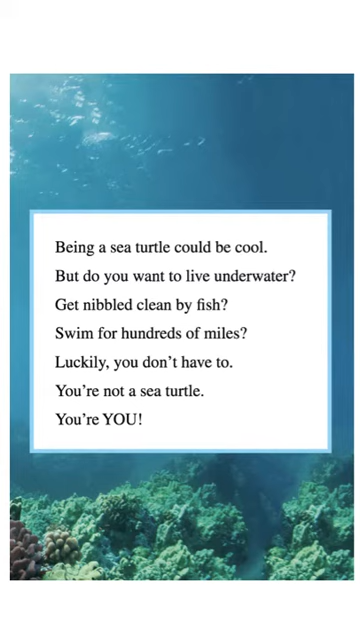 Being a sea turtle could be cool.
But do you want to live underwater?
Get nibbled clean by fish?
Swim for hundreds of miles?
Luckily, you don't have to.
You're not a sea turtle.
You're YOU!